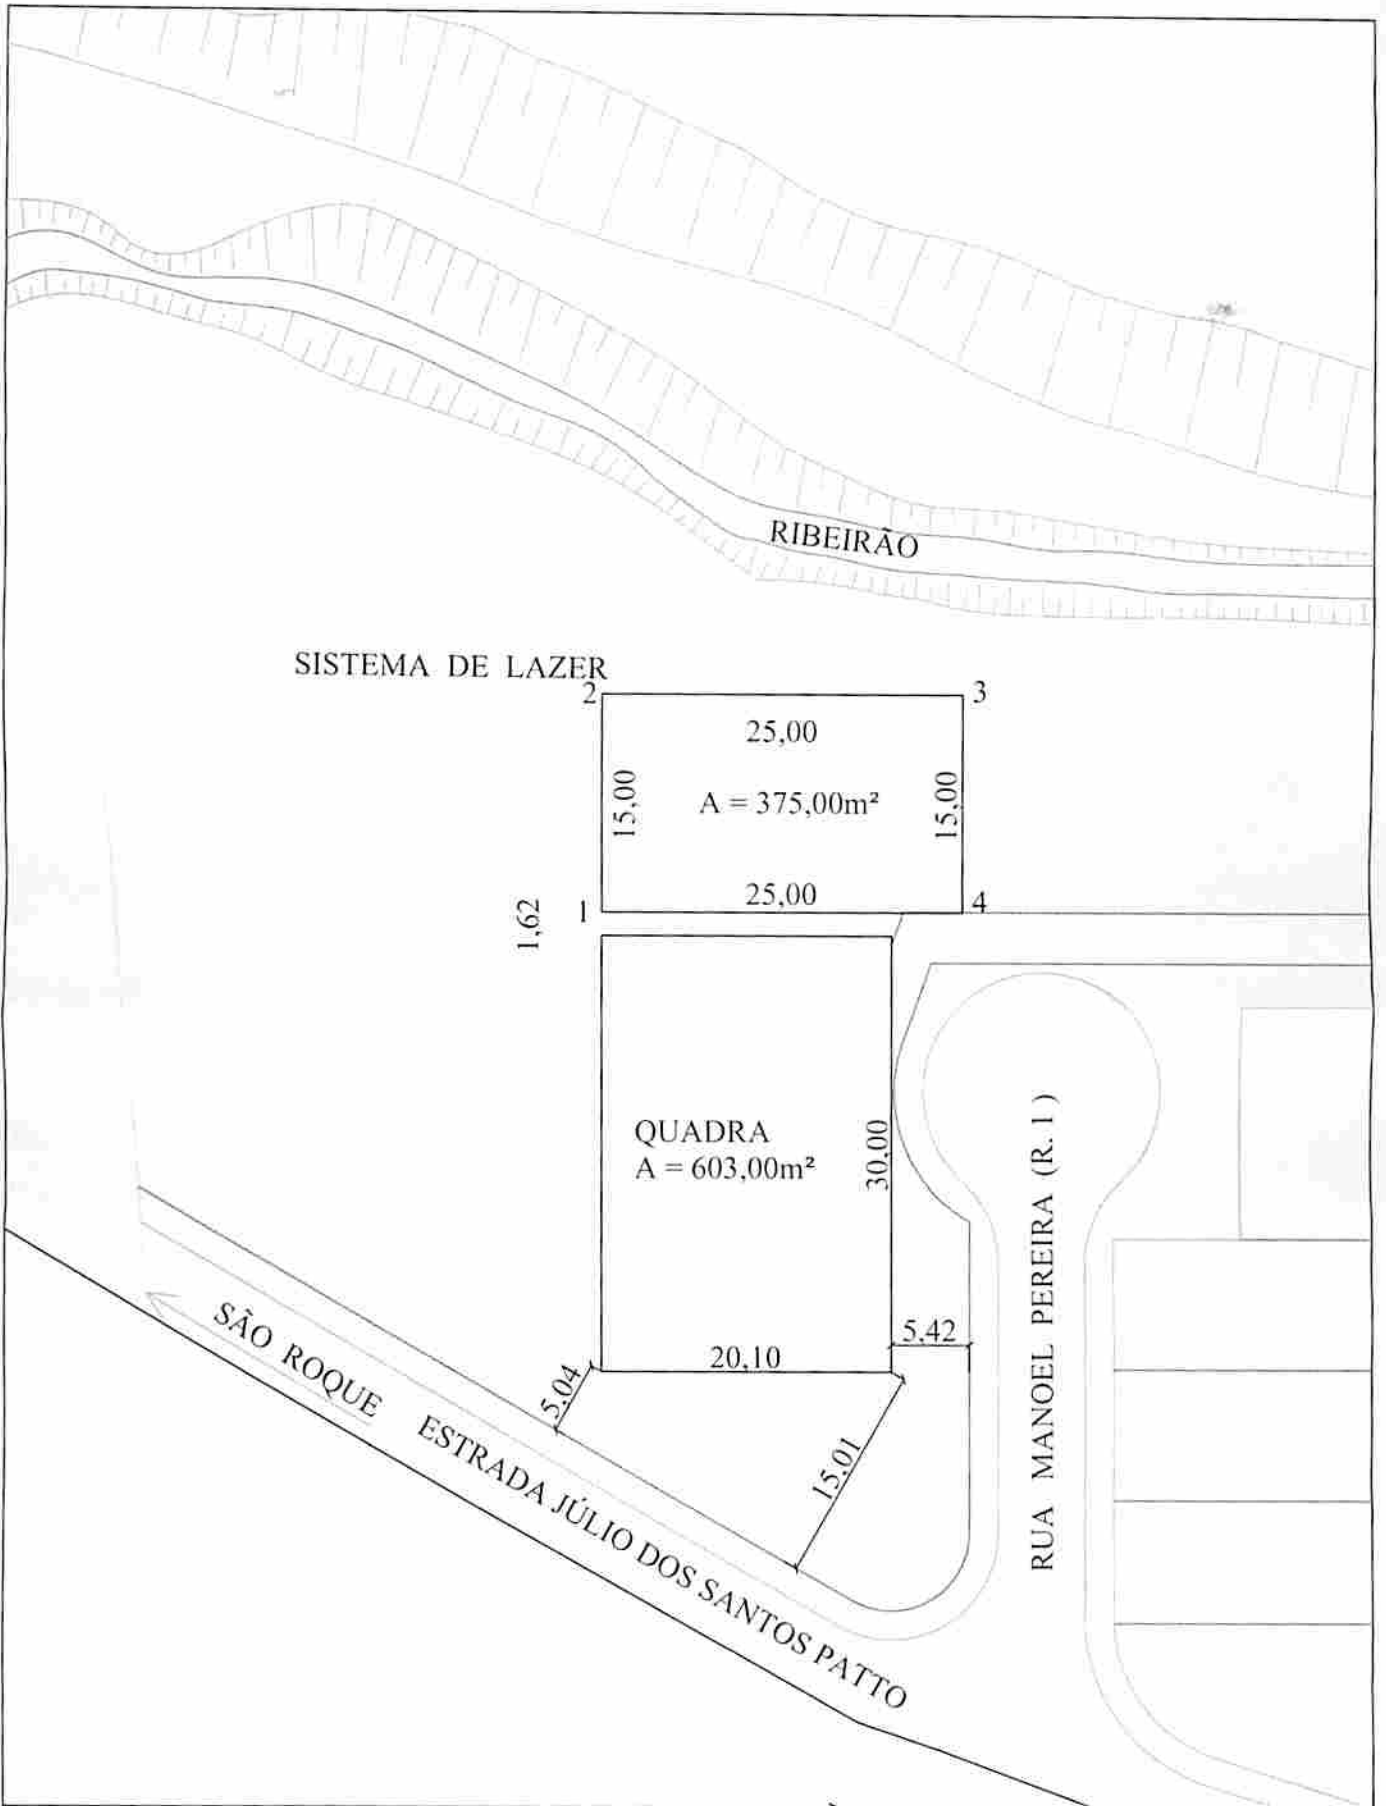 RIBEIRÃO
SISTEMA DE LAZER
2
3
25,00
15,00
A = 375,00m²
15,00
25,00
1
4
1,62
QUADRA
A = 603,00m²
30,00
RUA MANOEL PEREIRA (R. 1 )
5,42
20,10
5,04
15,01
SÃO ROQUE
ESTRADA JÚLIO DOS SANTOS PATTO